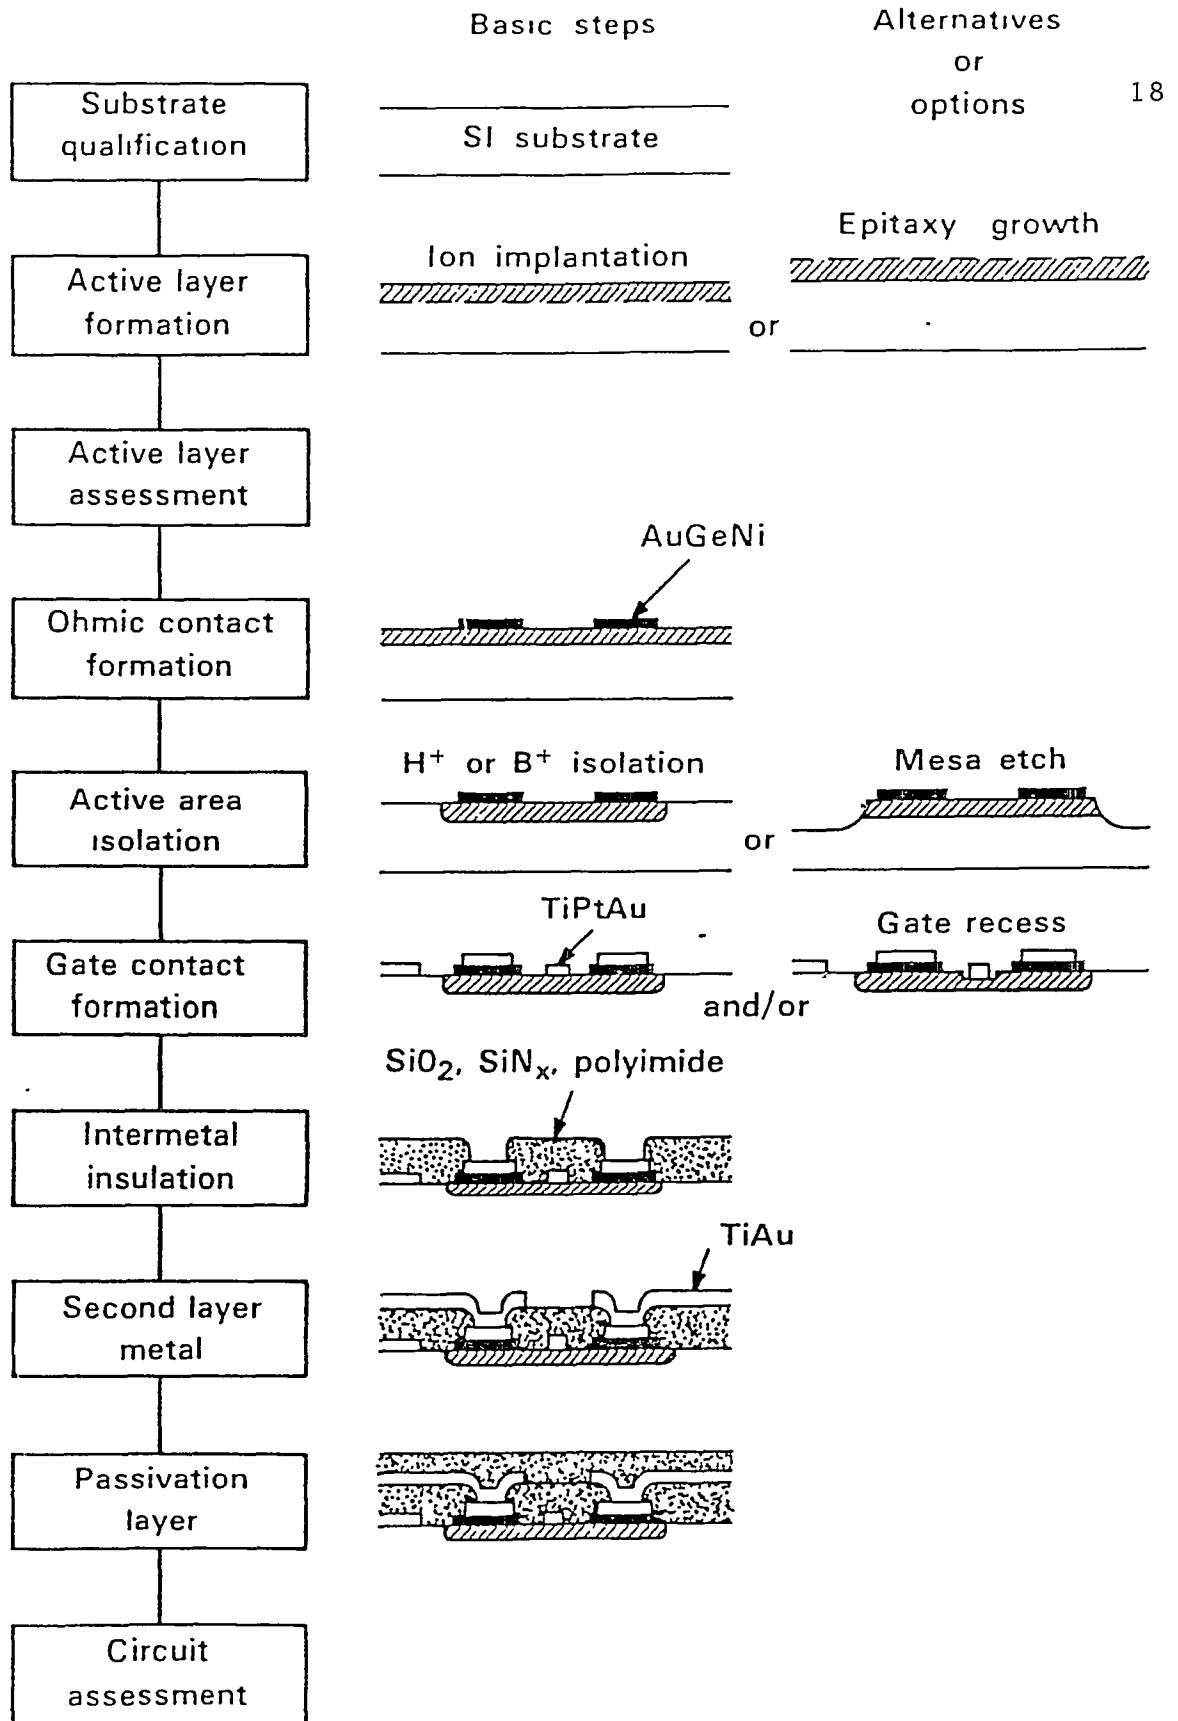 Basic steps
Alternatives
or
options
18
Substrate
qualification
SI substrate
Active layer
formation
Ion implantation
or
Epitaxy growth
Active layer
assessment
Ohmic contact
formation
AuGeNi
Active area
isolation
H+ or B+ isolation
or
Mesa etch
Gate contact
formation
TiPtAu
and/or
Gate recess
Intermetal
insulation
SiO2, SiNx, polyimide
Second layer
metal
TiAu
Passivation
layer
Circuit
assessment